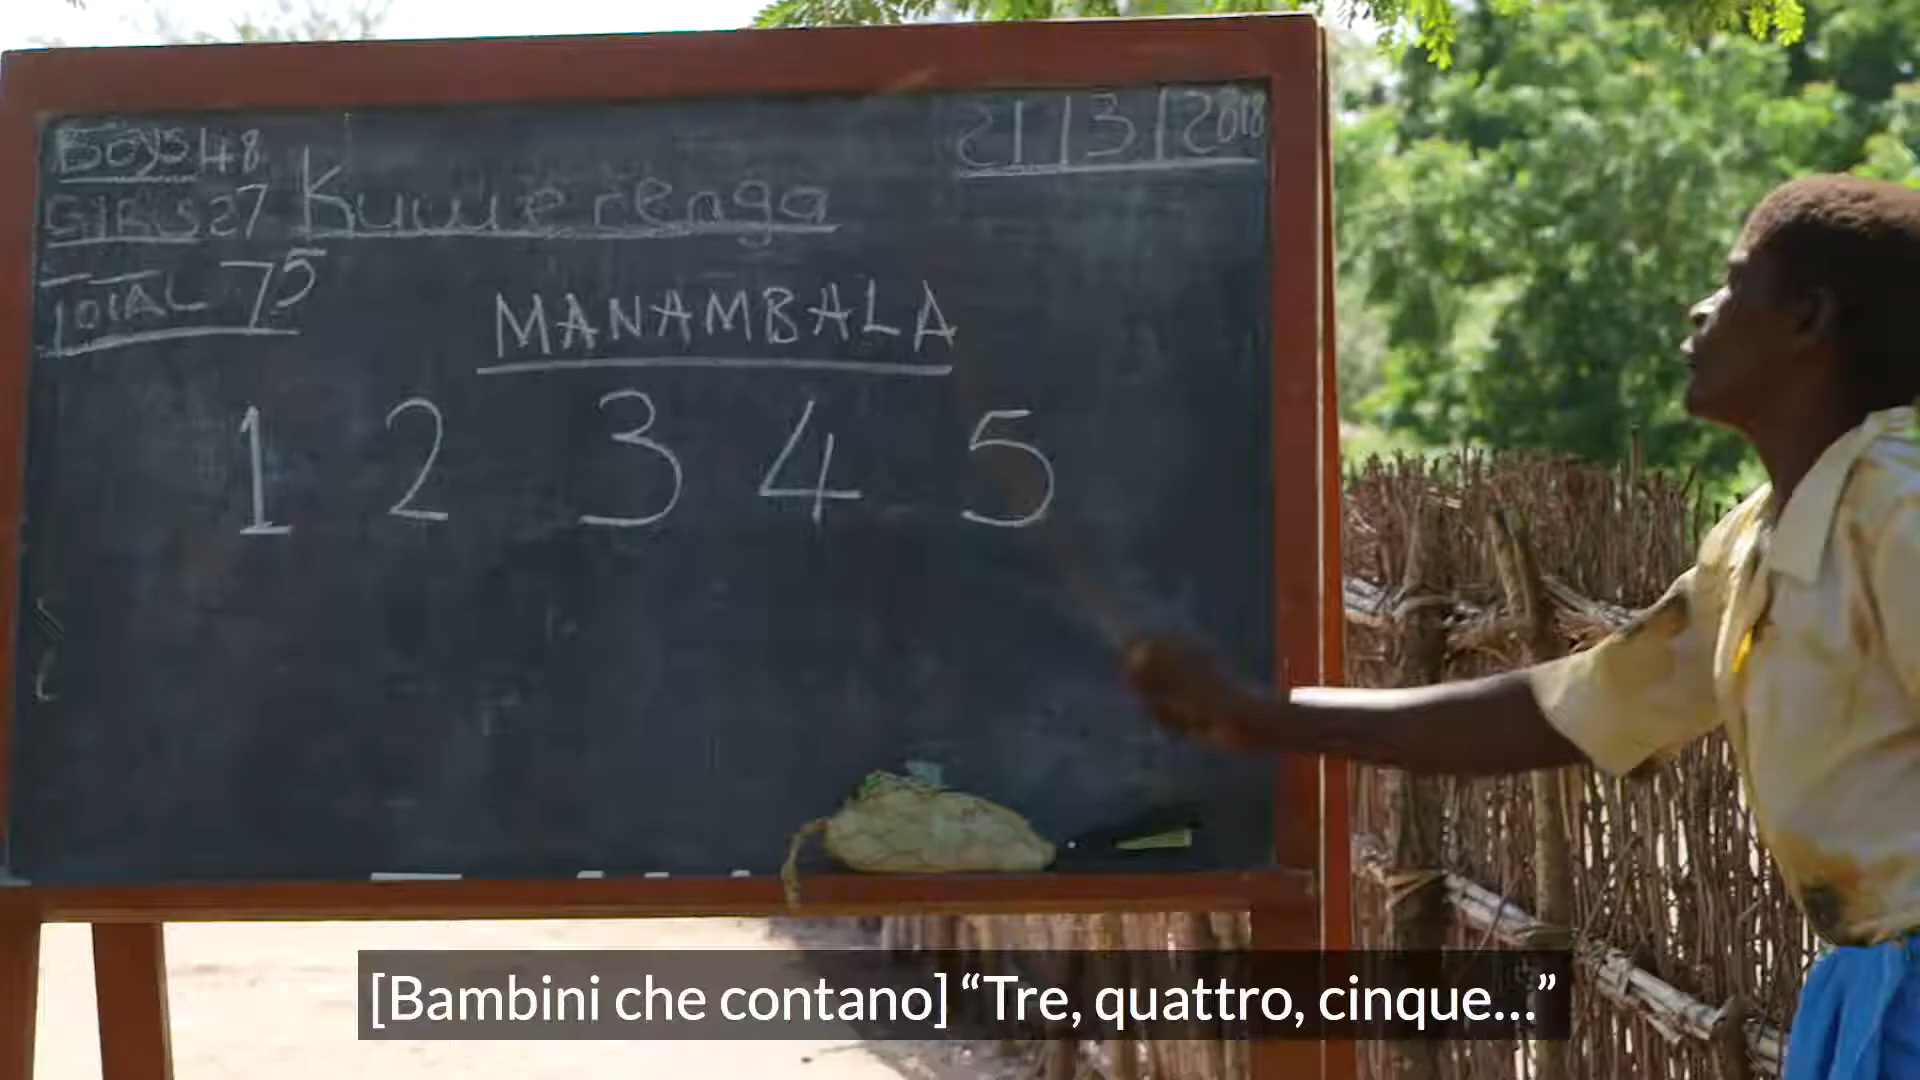 Boys 48
GIRLS 27
TOTAL 75
Kuwerenga
21/3/2018
MANAMBALA
1 2 3 4 5
[Bambini che contano] “Tre, quattro, cinque...”